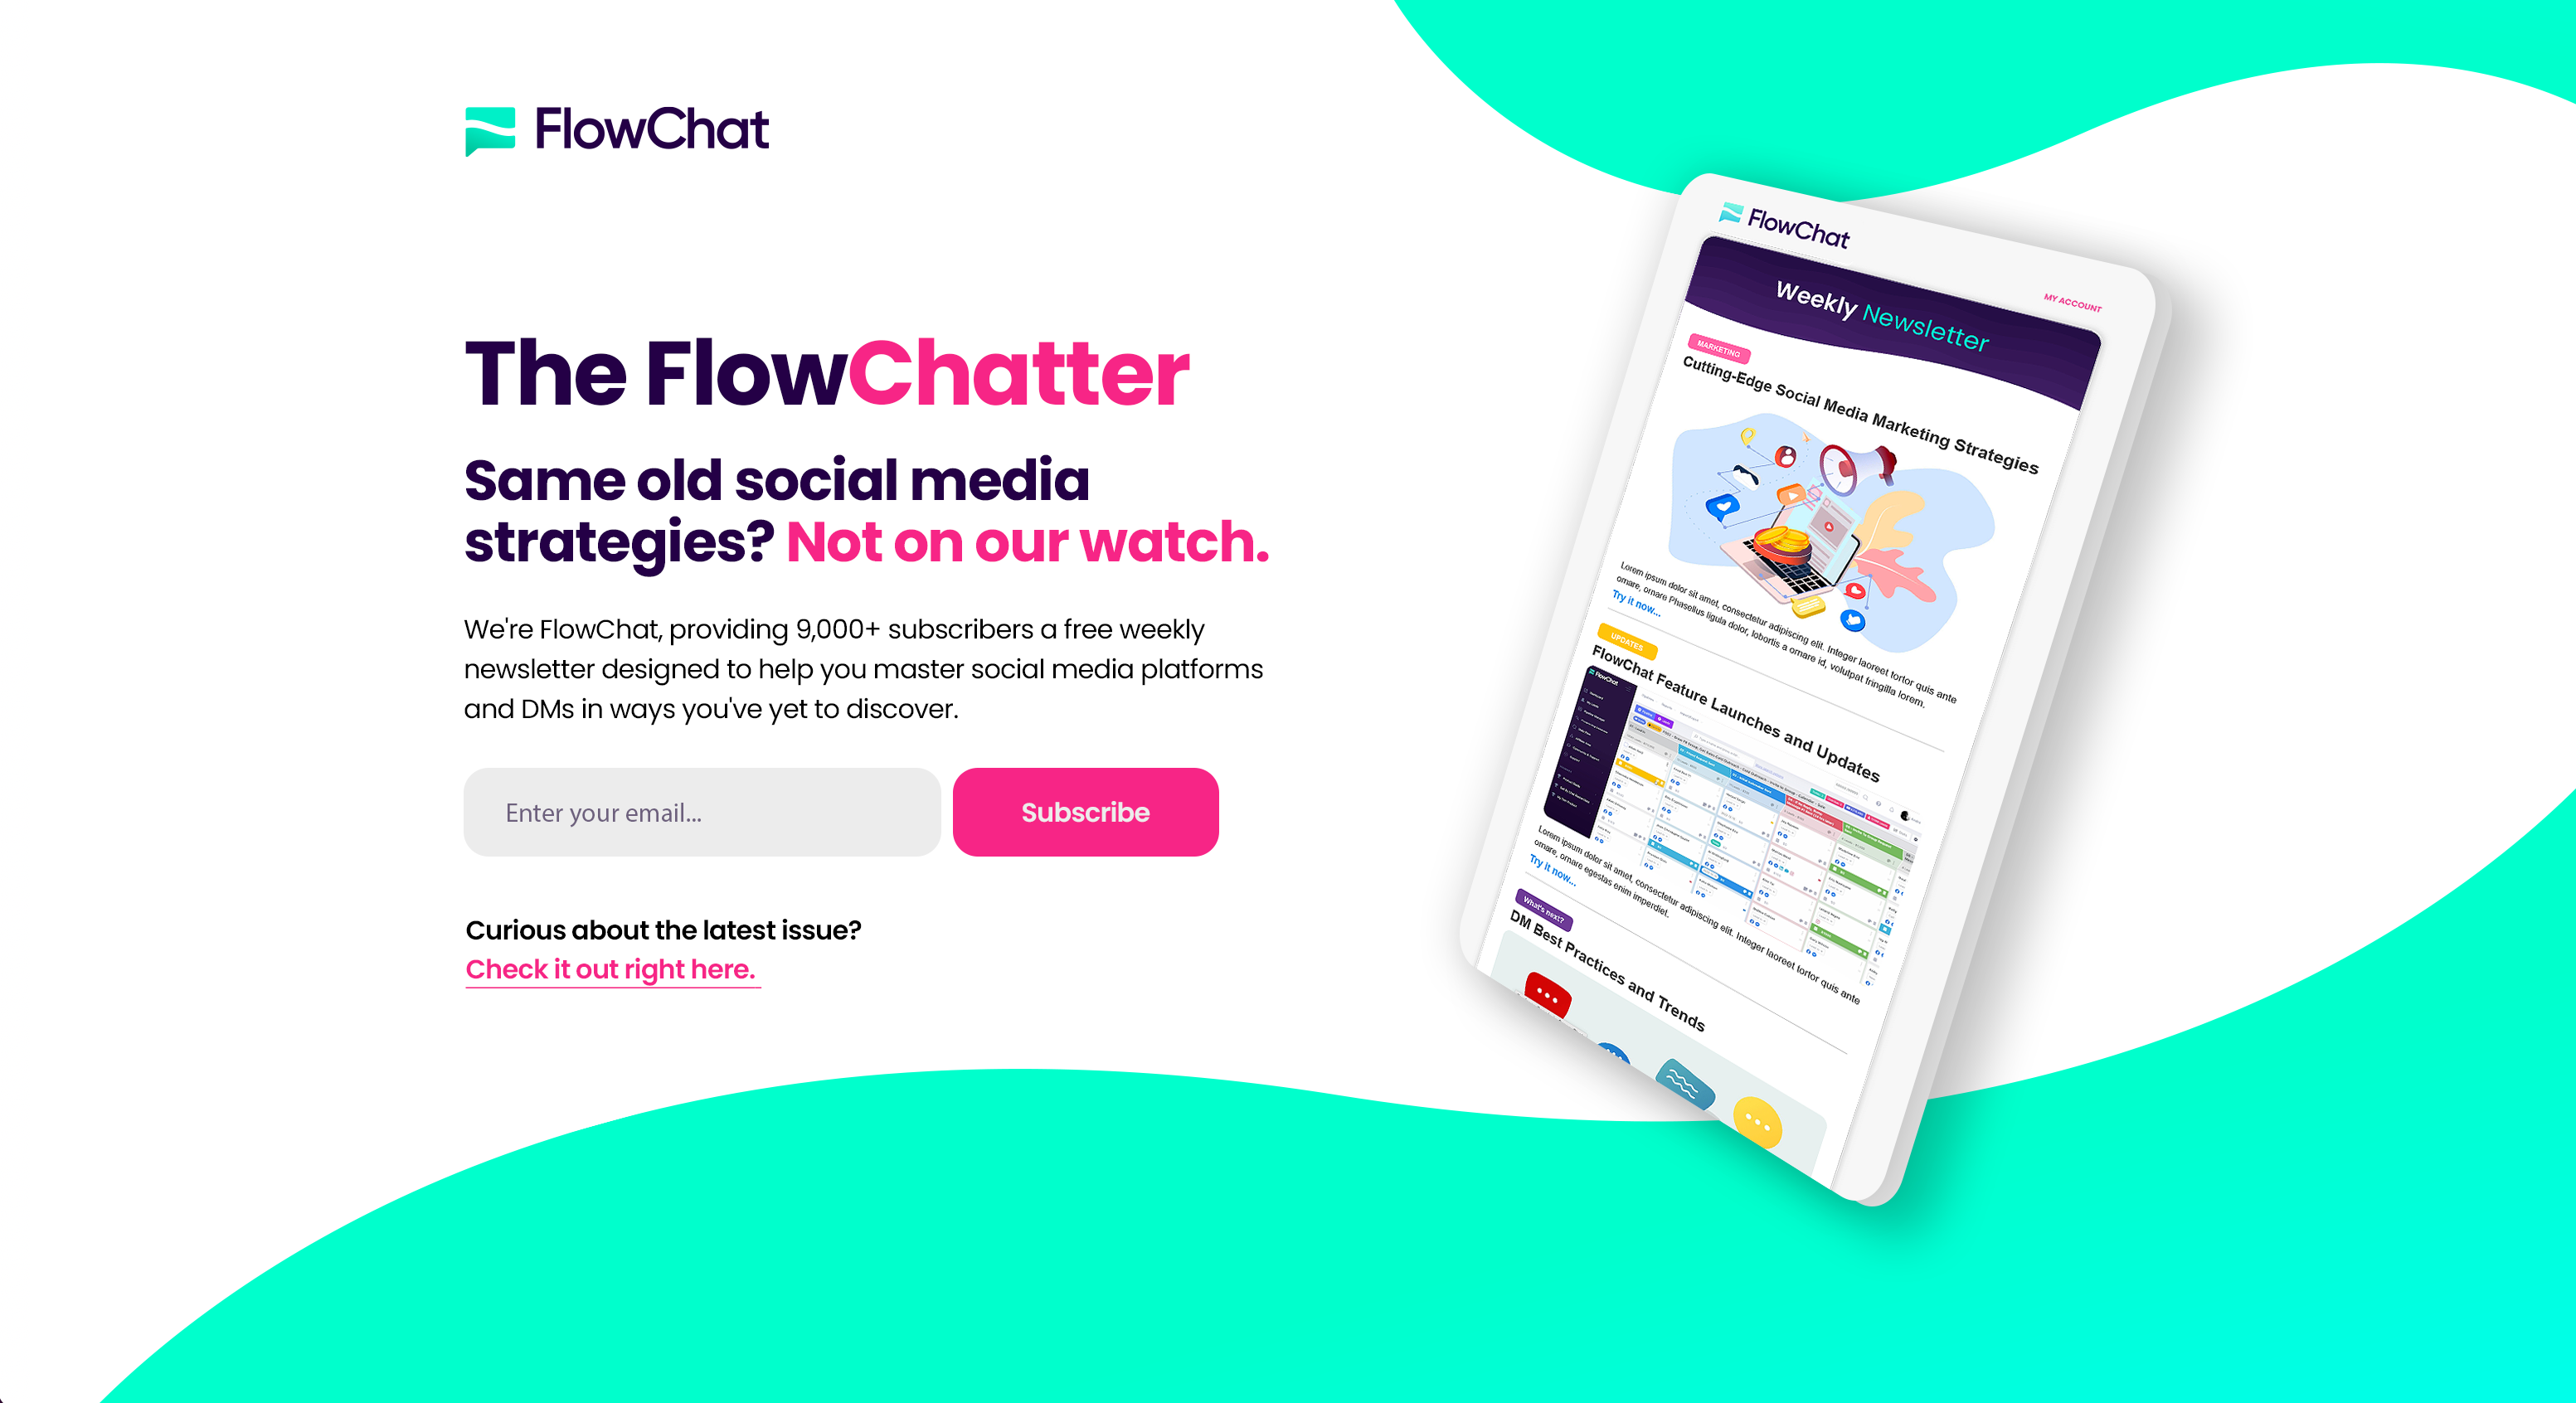 FlowChat
The FlowChatter
Same old social media
strategies? Not on our watch.
We're FlowChat, providing 9,000+ subscribers a free weekly
newsletter designed to help you master social media platforms
and DMs in ways you've yet to discover.
Enter your email...
Subscribe
Curious about the latest issue?
Check it out right here.
FlowChat
MY ACCOUNT
Weekly Newsletter
MARKETING
Cutting-Edge Social Media Marketing Strategies
Lorem ipsum dolor sit amet, consectetur adipiscing elit. Integer laoreet tortor quis ante
ornare, ornare Phasellus ligula dolor, lobortis a ornare id, volutpat fringilla lorem.
Try it now...
UPDATES
FlowChat Feature Launches and Updates
FlowChat
Lorem ipsum dolor sit amet, consectetur adipiscing elit. Integer laoreet tortor quis ante
ornare, ornare egestas enim imperdiet.
Try it now...
What's next?
DM Best Practices and Trends